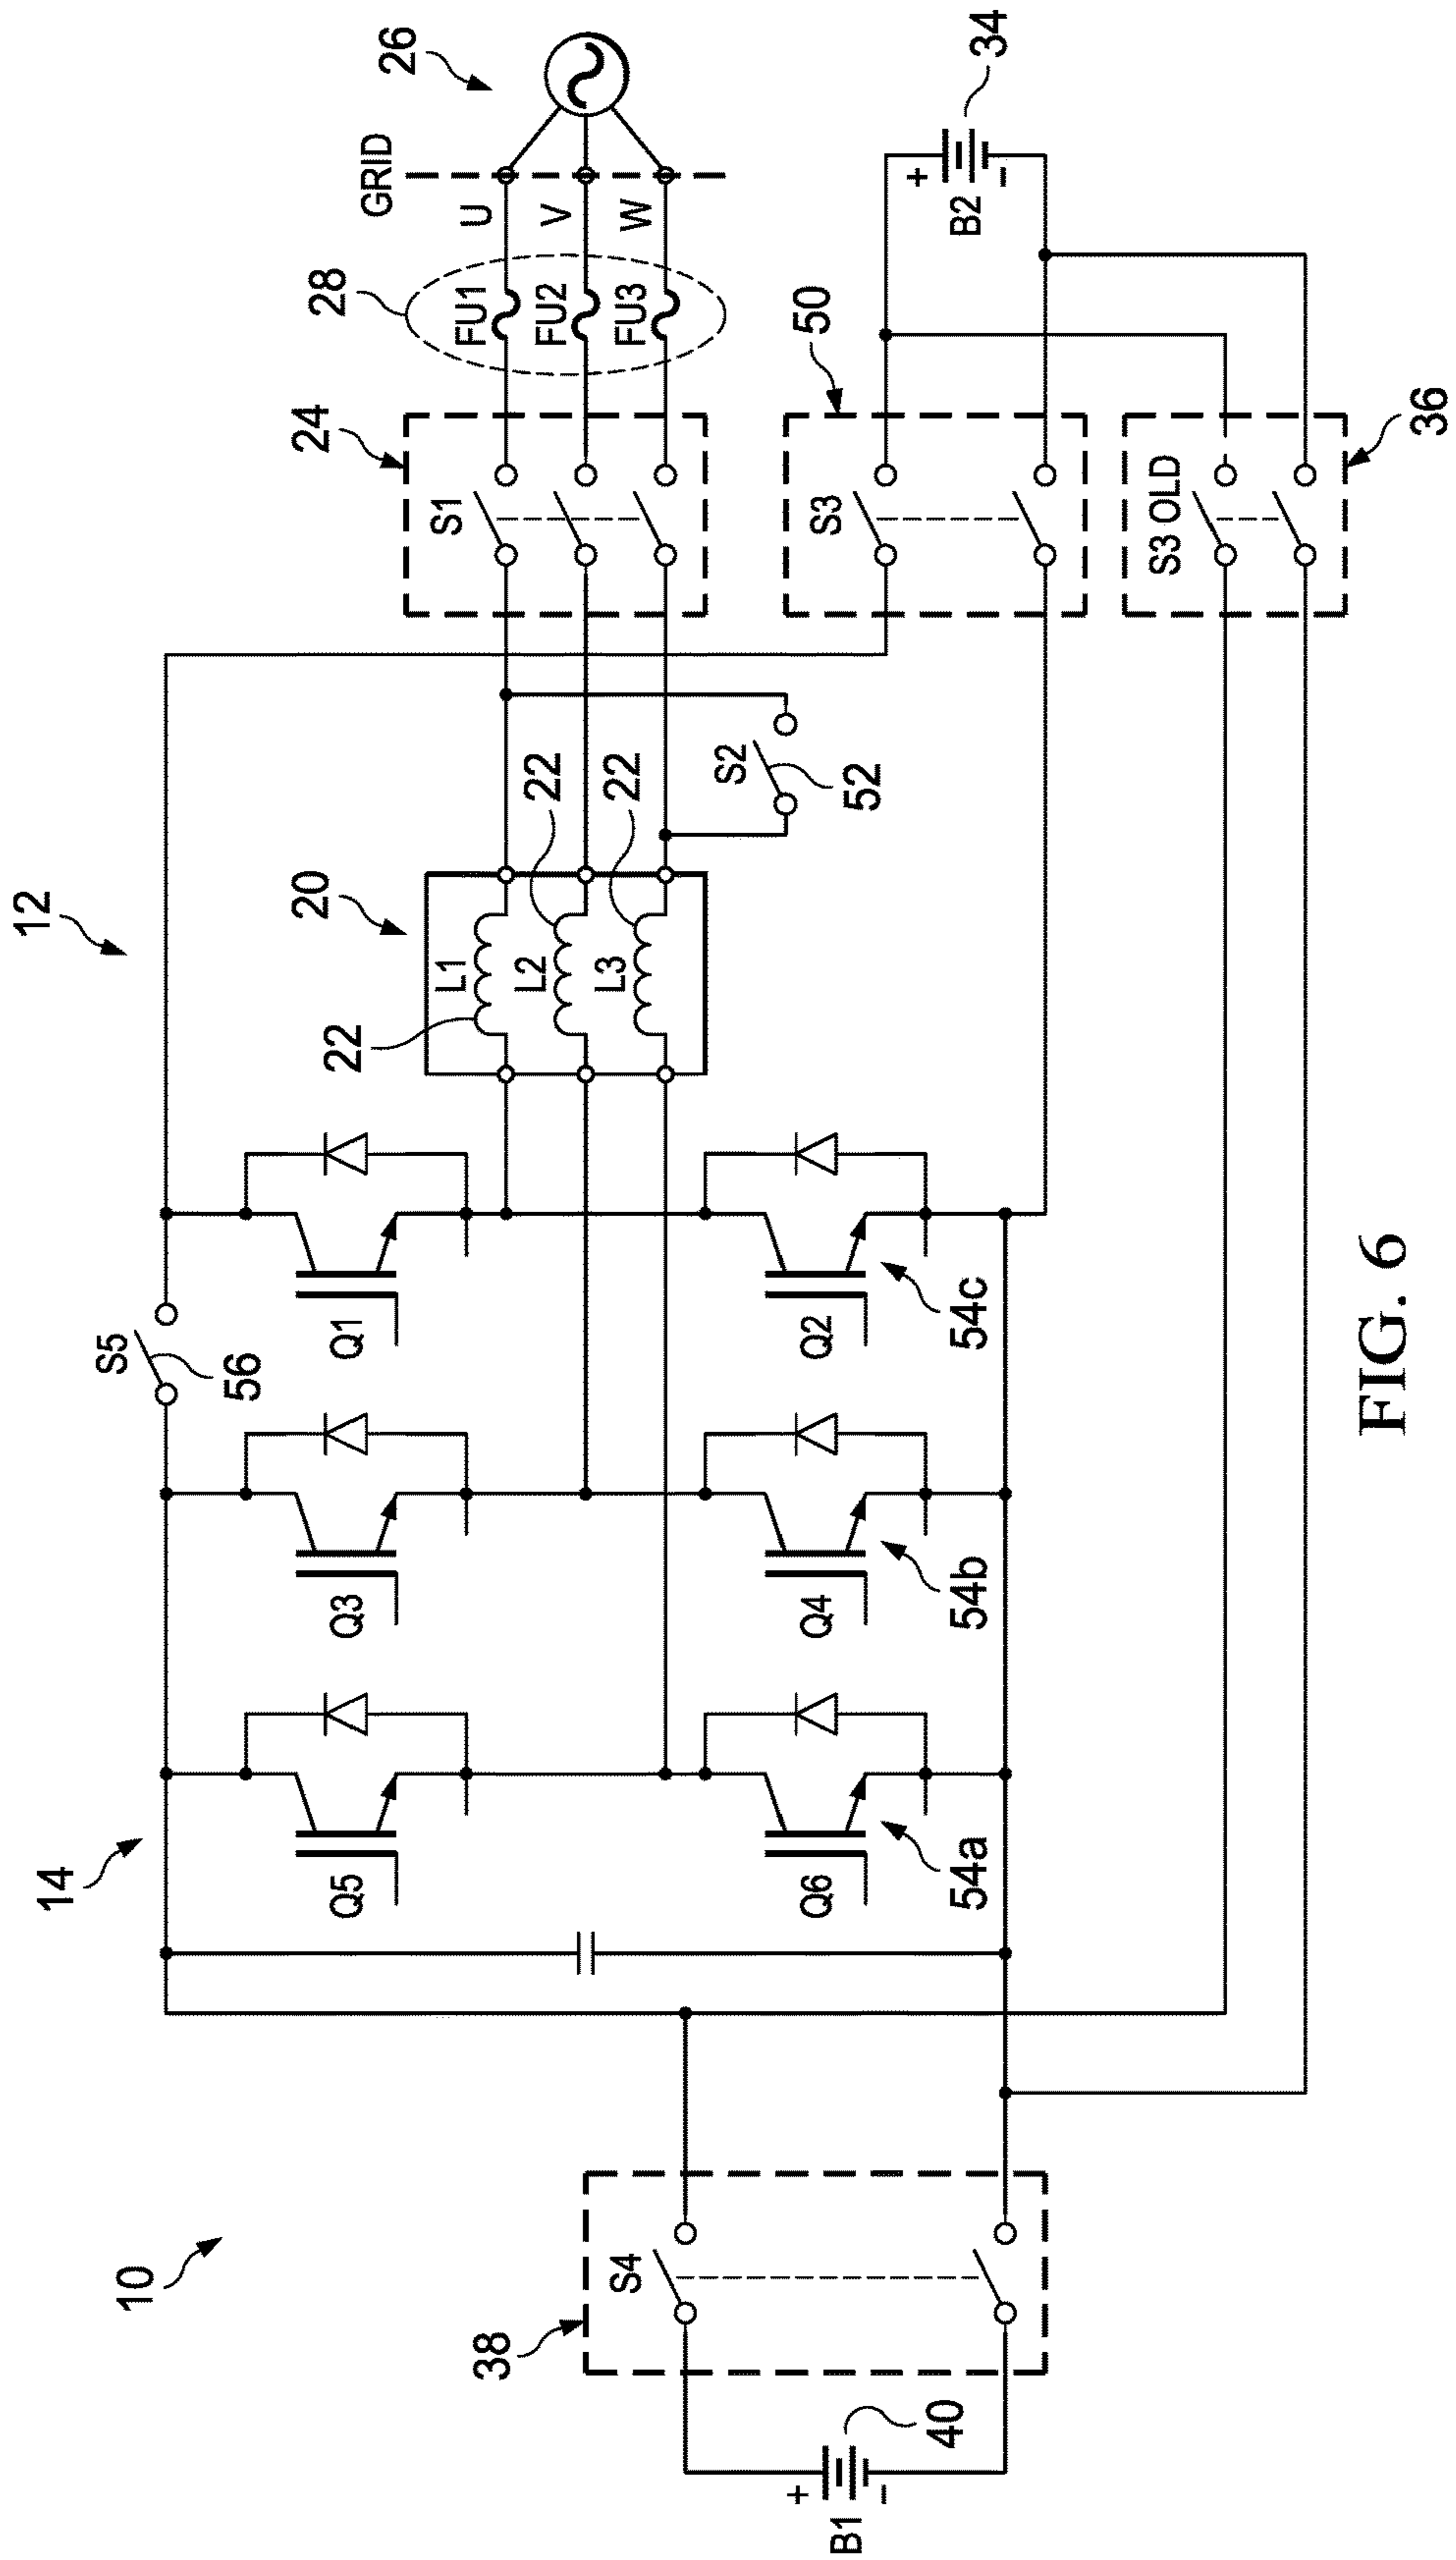 10
14
12
26
GRID
U
V
W
28
FU1
FU2
FU3
24
S1
S5
56
20
L1
L2
L3
22
22
22
S2
52
50
S3
34
+
B2
-
S3 OLD
36
Q5
Q3
Q1
Q6
Q4
Q2
54a
54b
54c
38
S4
+
B1
-
40
FIG. 6